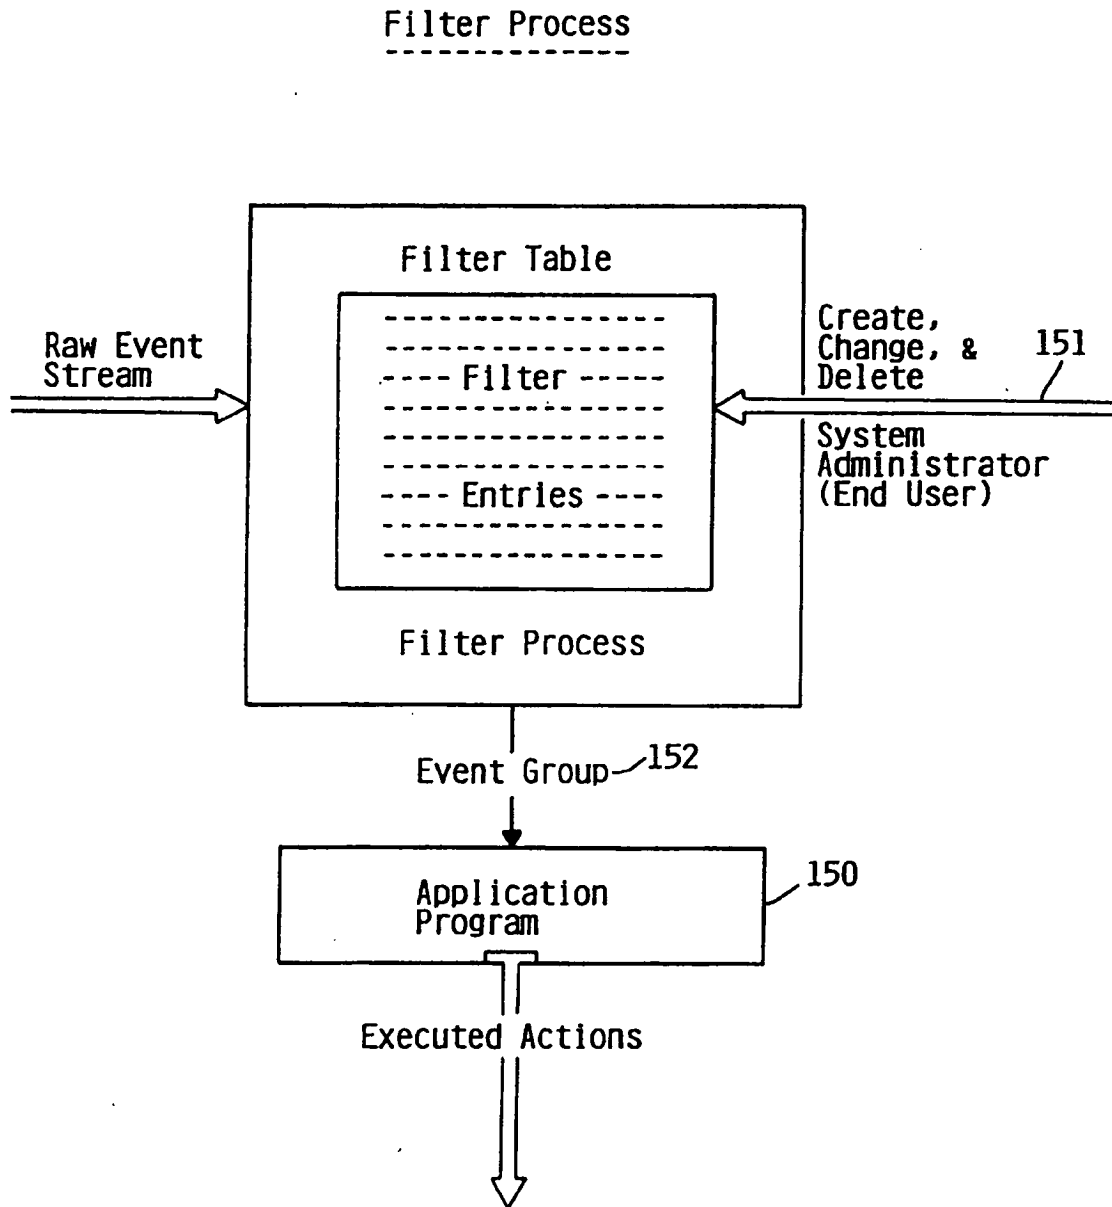 Filter Process
Filter Table
Filter
Entries
Filter Process
Raw Event
Stream
Create,
Change, &
Delete
151
System
Administrator
(End User)
Event Group
152
Application
Program
150
Executed Actions